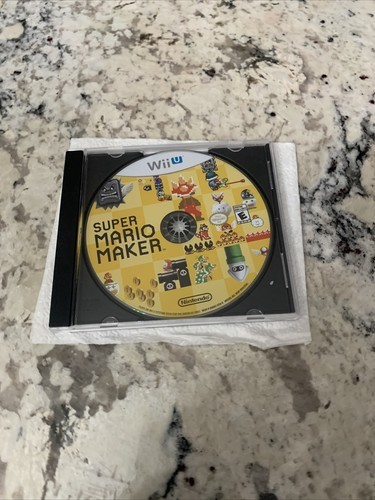 Wii U
SUPER
MARIO
MAKER
E
Nintendo